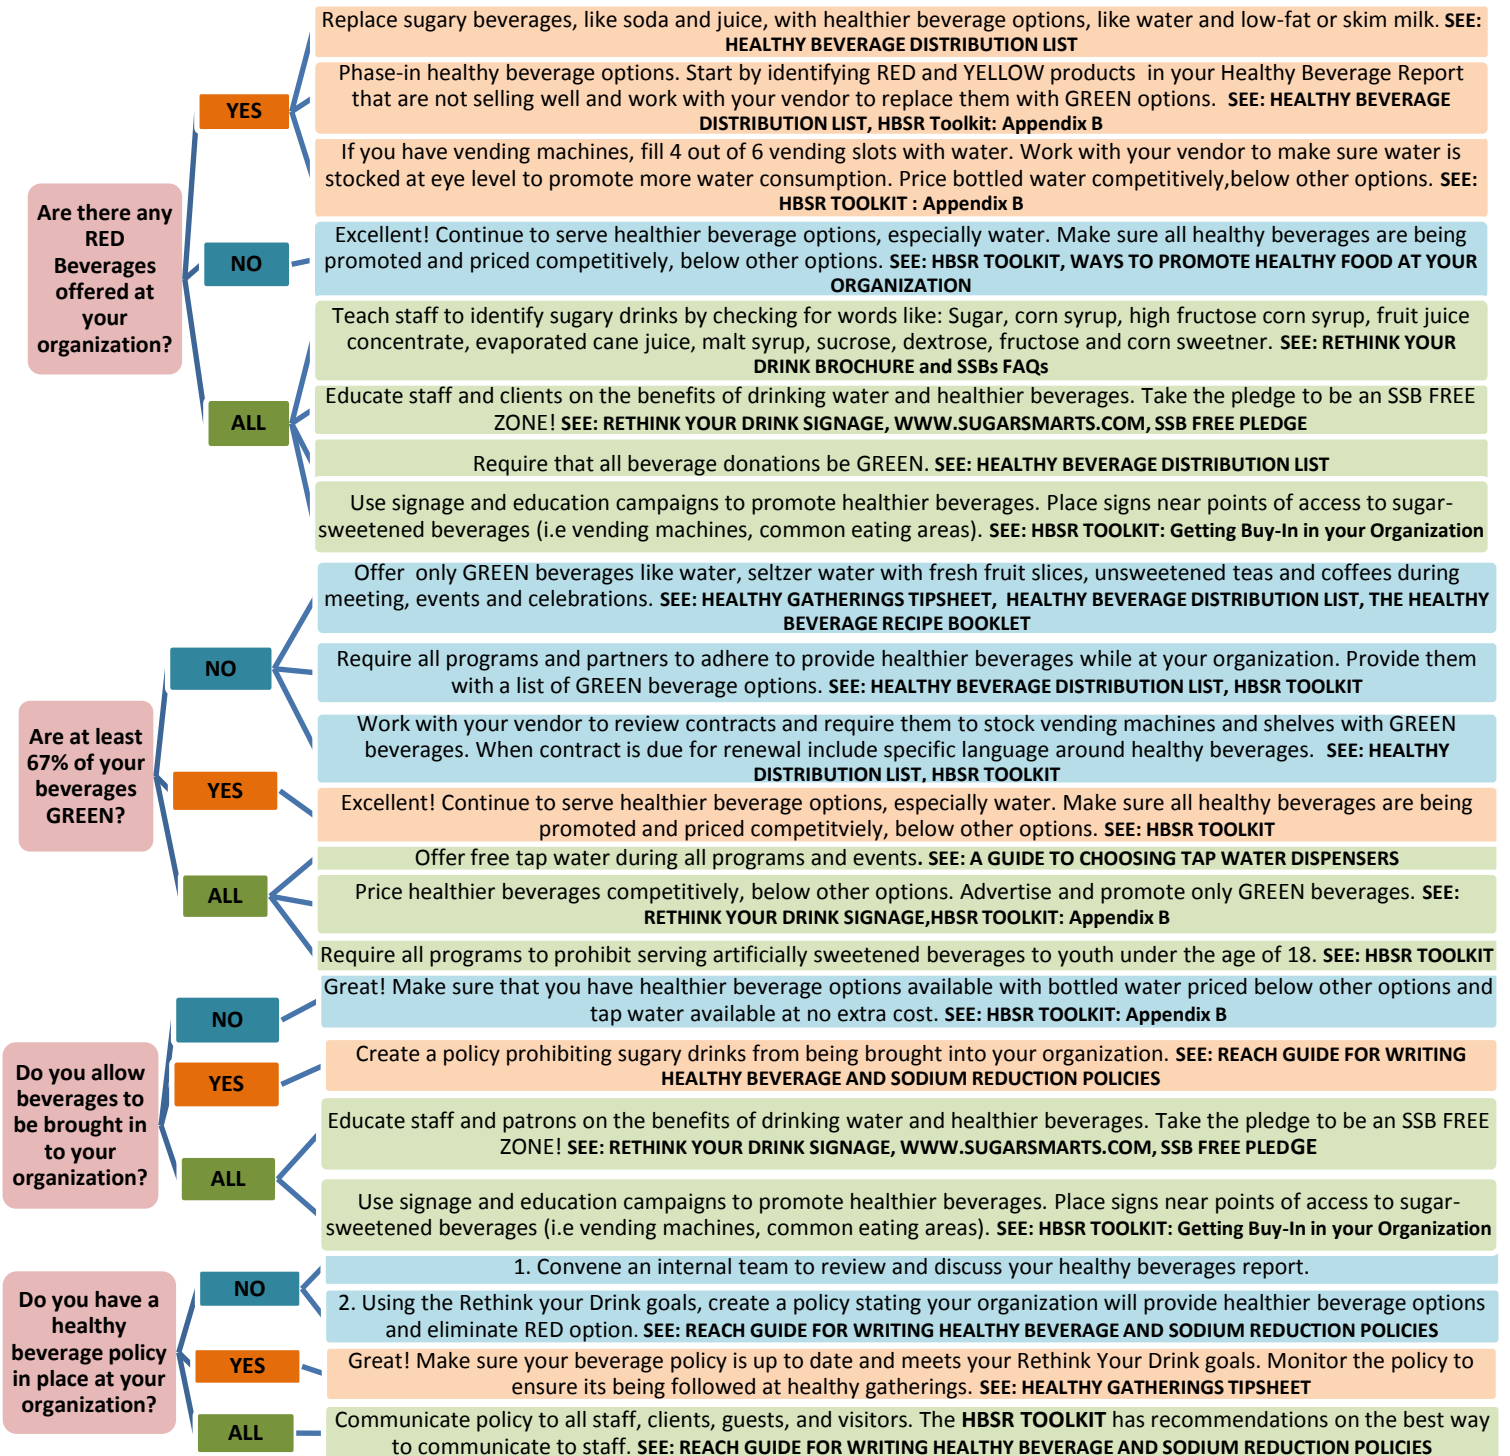 Are there any
RED
Beverages
offered at
your
organization?
YES
Replace sugary beverages, like soda and juice, with healthier beverage options, like water and low-fat or skim milk. SEE:
HEALTHY BEVERAGE DISTRIBUTION LIST
Phase-in healthy beverage options. Start by identifying RED and YELLOW products in your Healthy Beverage Report
that are not selling well and work with your vendor to replace them with GREEN options. SEE: HEALTHY BEVERAGE
DISTRIBUTION LIST, HBSR Toolkit: Appendix B
If you have vending machines, fill 4 out of 6 vending slots with water. Work with your vendor to make sure water is
stocked at eye level to promote more water consumption. Price bottled water competitively,below other options. SEE:
HBSR TOOLKIT : Appendix B
NO
Excellent! Continue to serve healthier beverage options, especially water. Make sure all healthy beverages are being
promoted and priced competitively, below other options. SEE: HBSR TOOLKIT, WAYS TO PROMOTE HEALTHY FOOD AT YOUR
ORGANIZATION
ALL
Teach staff to identify sugary drinks by checking for words like: Sugar, corn syrup, high fructose corn syrup, fruit juice
concentrate, evaporated cane juice, malt syrup, sucrose, dextrose, fructose and corn sweetner. SEE: RETHINK YOUR
DRINK BROCHURE and SSBs FAQs
Educate staff and clients on the benefits of drinking water and healthier beverages. Take the pledge to be an SSB FREE
ZONE! SEE: RETHINK YOUR DRINK SIGNAGE, WWW.SUGARSMARTS.COM, SSB FREE PLEDGE
Require that all beverage donations be GREEN. SEE: HEALTHY BEVERAGE DISTRIBUTION LIST
Use signage and education campaigns to promote healthier beverages. Place signs near points of access to sugar-
sweetened beverages (i.e vending machines, common eating areas). SEE: HBSR TOOLKIT: Getting Buy-In in your Organization
Are at least
67% of your
beverages
GREEN?
NO
Offer only GREEN beverages like water, seltzer water with fresh fruit slices, unsweetened teas and coffees during
meeting, events and celebrations. SEE: HEALTHY GATHERINGS TIPSHEET, HEALTHY BEVERAGE DISTRIBUTION LIST, THE HEALTHY
BEVERAGE RECIPE BOOKLET
Require all programs and partners to adhere to provide healthier beverages while at your organization. Provide them
with a list of GREEN beverage options. SEE: HEALTHY BEVERAGE DISTRIBUTION LIST, HBSR TOOLKIT
Work with your vendor to review contracts and require them to stock vending machines and shelves with GREEN
beverages. When contract is due for renewal include specific language around healthy beverages. SEE: HEALTHY
DISTRIBUTION LIST, HBSR TOOLKIT
YES
Excellent! Continue to serve healthier beverage options, especially water. Make sure all healthy beverages are being
promoted and priced competitviely, below other options. SEE: HBSR TOOLKIT
ALL
Offer free tap water during all programs and events. SEE: A GUIDE TO CHOOSING TAP WATER DISPENSERS
Price healthier beverages competitively, below other options. Advertise and promote only GREEN beverages. SEE:
RETHINK YOUR DRINK SIGNAGE,HBSR TOOLKIT: Appendix B
Require all programs to prohibit serving artificially sweetened beverages to youth under the age of 18. SEE: HBSR TOOLKIT
Do you allow
beverages to
be brought in
to your
organization?
NO
Great! Make sure that you have healthier beverage options available with bottled water priced below other options and
tap water available at no extra cost. SEE: HBSR TOOLKIT: Appendix B
YES
Create a policy prohibiting sugary drinks from being brought into your organization. SEE: REACH GUIDE FOR WRITING
HEALTHY BEVERAGE AND SODIUM REDUCTION POLICIES
ALL
Educate staff and patrons on the benefits of drinking water and healthier beverages. Take the pledge to be an SSB FREE
ZONE! SEE: RETHINK YOUR DRINK SIGNAGE, WWW.SUGARSMARTS.COM, SSB FREE PLEDGE
Use signage and education campaigns to promote healthier beverages. Place signs near points of access to sugar-
sweetened beverages (i.e vending machines, common eating areas). SEE: HBSR TOOLKIT: Getting Buy-In in your Organization
Do you have a
healthy
beverage policy
in place at your
organization?
NO
1. Convene an internal team to review and discuss your healthy beverages report.
2. Using the Rethink your Drink goals, create a policy stating your organization will provide healthier beverage options
and eliminate RED option. SEE: REACH GUIDE FOR WRITING HEALTHY BEVERAGE AND SODIUM REDUCTION POLICIES
YES
Great! Make sure your beverage policy is up to date and meets your Rethink Your Drink goals. Monitor the policy to
ensure its being followed at healthy gatherings. SEE: HEALTHY GATHERINGS TIPSHEET
ALL
Communicate policy to all staff, clients, guests, and visitors. The HBSR TOOLKIT has recommendations on the best way
to communicate to staff. SEE: REACH GUIDE FOR WRITING HEALTHY BEVERAGE AND SODIUM REDUCTION POLICIES